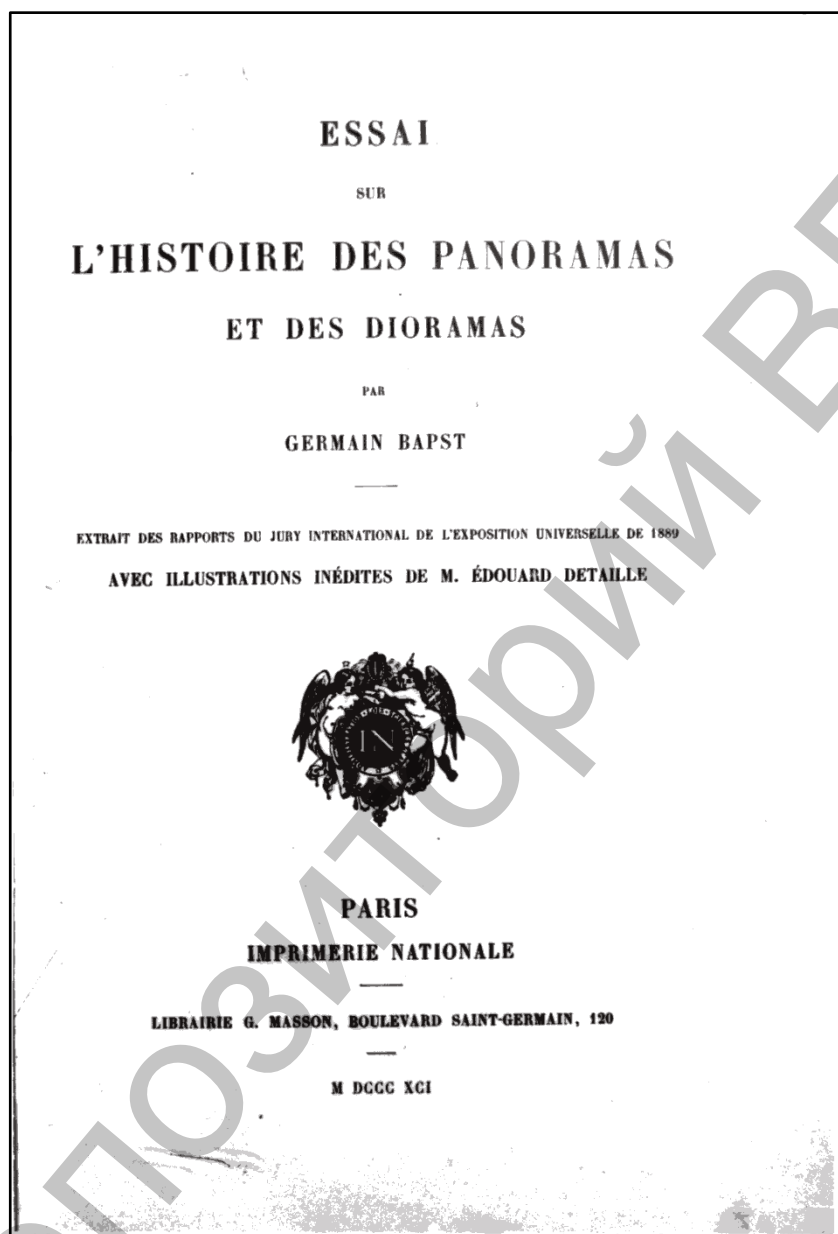 ESSAI
SUR
L'HISTOIRE DES PANORAMAS
ET DES DIORAMAS
PAR
GERMAIN BAPST
EXTRAIT DES RAPPORTS DU JURY INTERNATIONAL DE L'EXPOSITION UNIVERSELLE DE 1889
AVEC ILLUSTRATIONS INÉDITES DE M. ÉDOUARD DETAILLE
IN
PARIS
IMPRIMERIE NATIONALE
LIBRAIRIE G. MASSON, BOULEVARD SAINT-GERMAIN, 120
M DCCC XCI